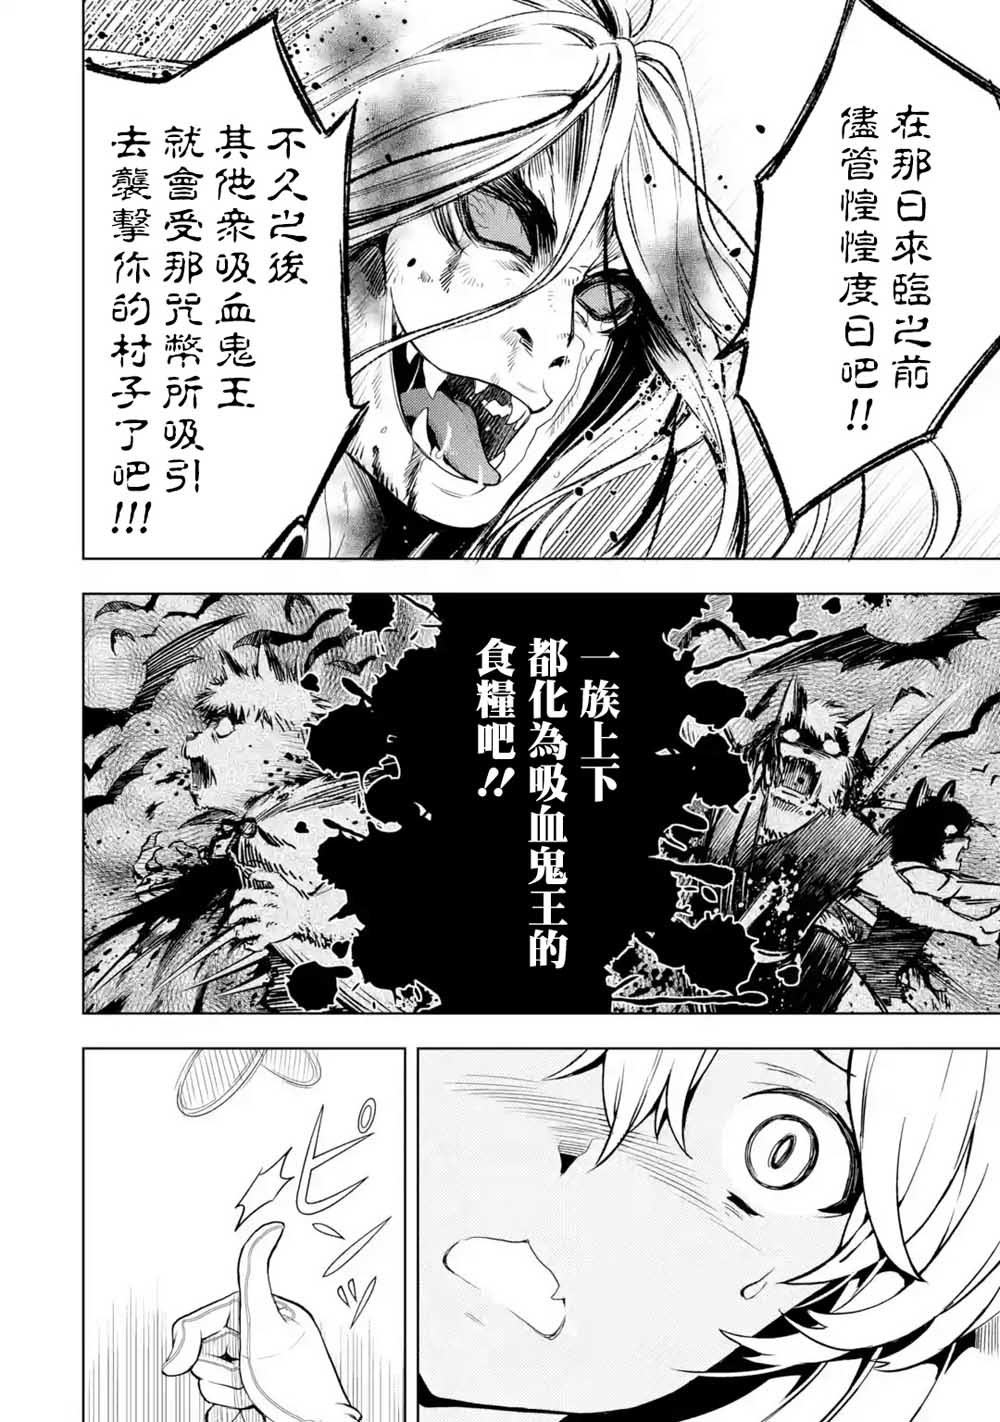 不久之後
其他眾吸血鬼王
就會受那咒幣所吸引
去襲擊你的村子了吧!!!
在那日來臨之前
儘管惶惶度日吧!!
一族上下
都化為吸血鬼王的
食糧吧!!
ピン